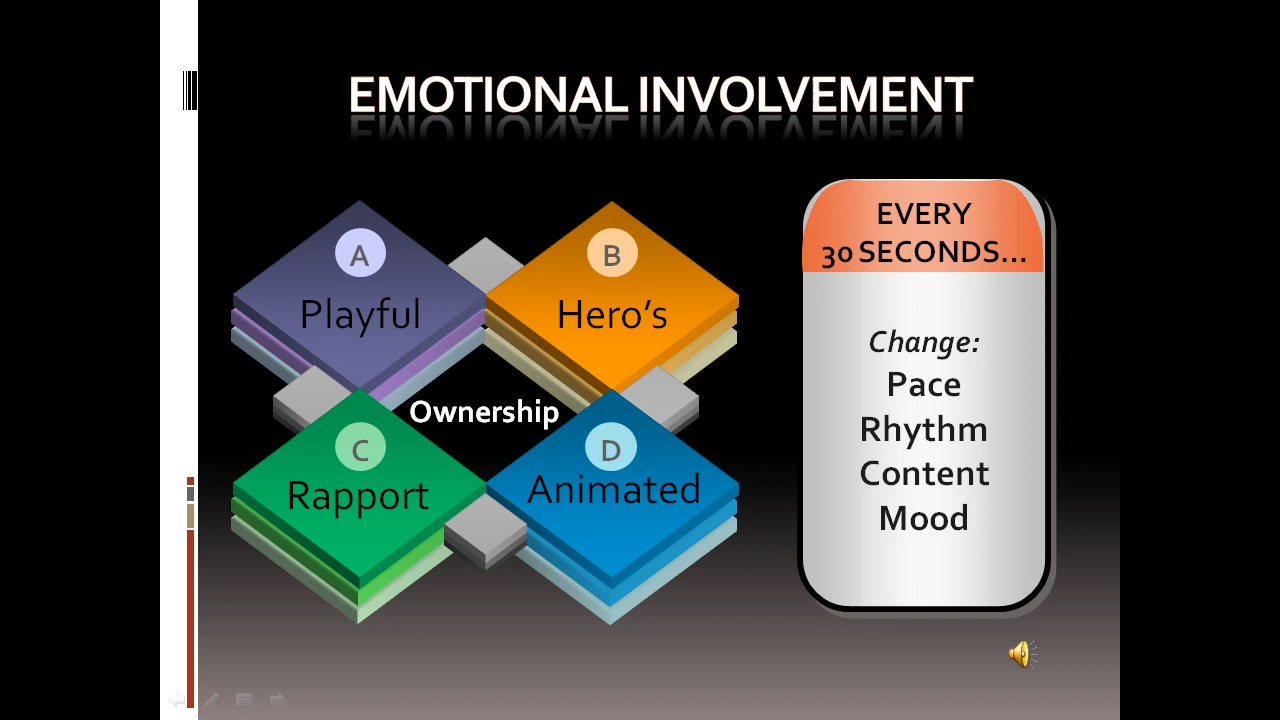 EMOTIONAL INVOLVEMENT
A
Playful
B
Hero's
Ownership
C
Rapport
D
Animated
EVERY
30 SECONDS...
Change:
Pace
Rhythm
Content
Mood